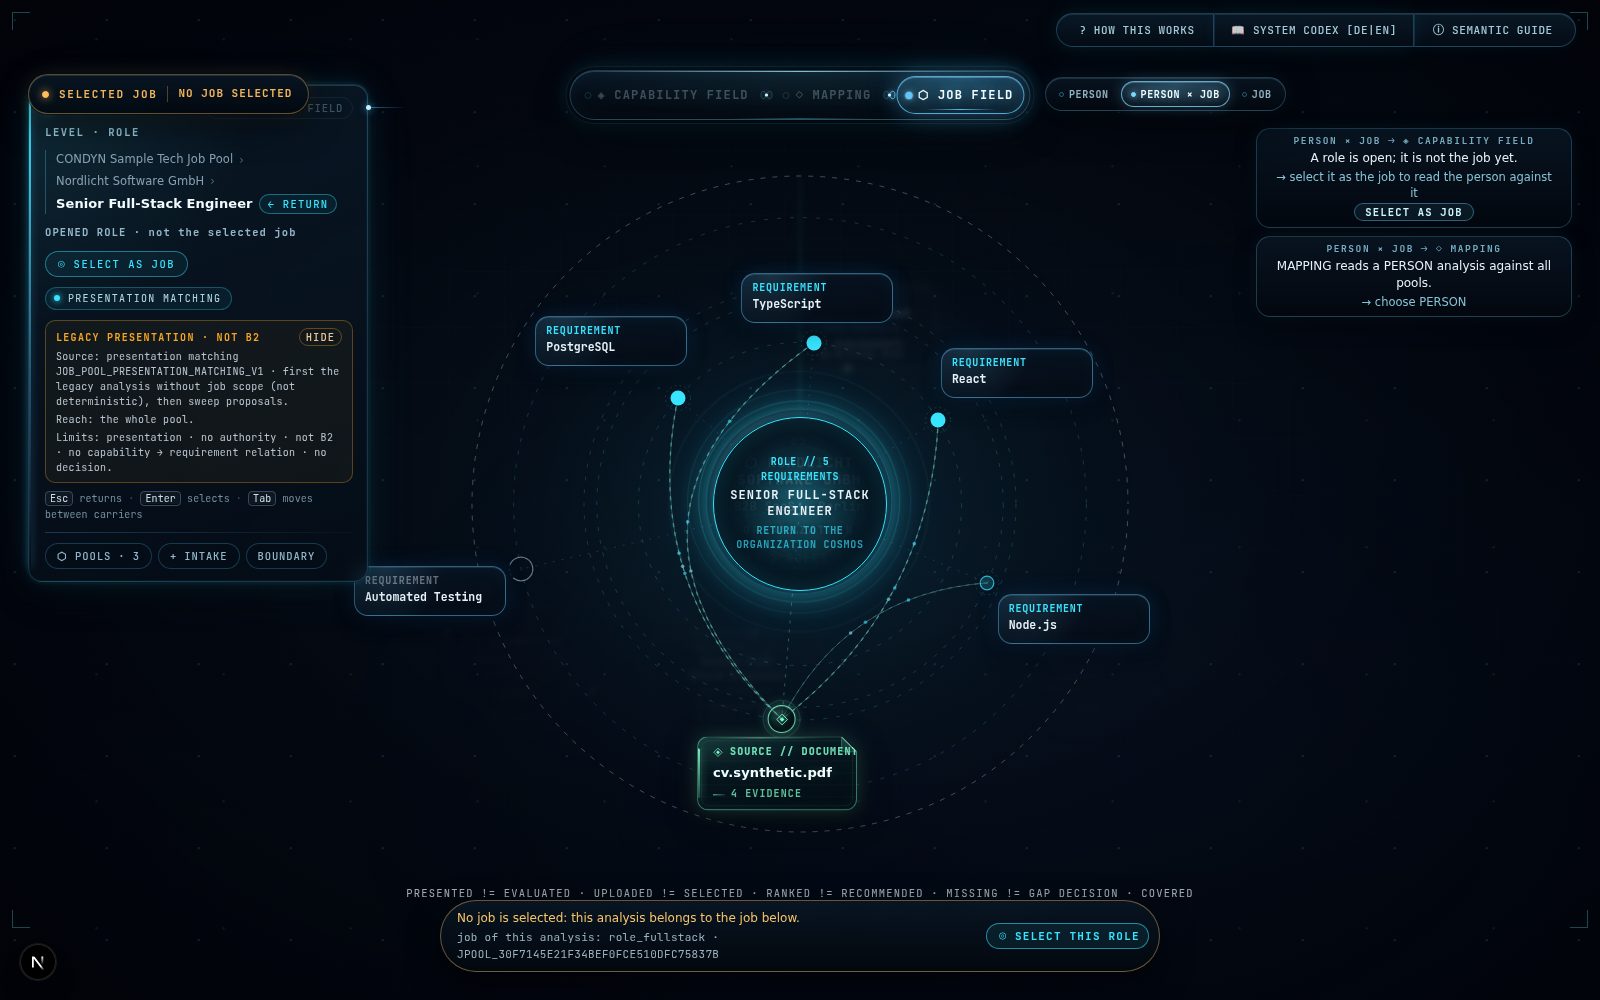 ? HOW THIS WORKS
SYSTEM CODEX [DE|EN]
SEMANTIC GUIDE
SELECTED JOB
NO JOB SELECTED
FIELD
CAPABILITY FIELD
MAPPING
JOB FIELD
PERSON
PERSON × JOB
JOB
LEVEL · ROLE
CONDYN Sample Tech Job Pool ›
Nordlicht Software GmbH ›
Senior Full-Stack Engineer
← RETURN
OPENED ROLE · not the selected job
◎ SELECT AS JOB
PRESENTATION MATCHING
LEGACY PRESENTATION · NOT B2
HIDE
Source: presentation matching
JOB_POOL_PRESENTATION_MATCHING_V1 · first the
legacy analysis without job scope (not
deterministic), then sweep proposals.
Reach: the whole pool.
Limits: presentation · no authority · not B2
· no capability → requirement relation · no
decision.
Esc returns · Enter selects · Tab moves
between carriers
⬡ POOLS · 3
+ INTAKE
BOUNDARY
PERSON × JOB → ◈ CAPABILITY FIELD
A role is open; it is not the job yet.
→ select it as the job to read the person against
it
SELECT AS JOB
PERSON × JOB → ◇ MAPPING
MAPPING reads a PERSON analysis against all
pools.
→ choose PERSON
REQUIREMENT
TypeScript
REQUIREMENT
PostgreSQL
REQUIREMENT
React
ROLE // 5
REQUIREMENTS
SENIOR FULL-STACK
ENGINEER
RETURN TO THE
ORGANIZATION COSMOS
REQUIREMENT
Automated Testing
REQUIREMENT
Node.js
◈ SOURCE // DOCUMENT
cv.synthetic.pdf
4 EVIDENCE
PRESENTED != EVALUATED · UPLOADED != SELECTED · RANKED != RECOMMENDED · MISSING != GAP DECISION · COVERED
No job is selected: this analysis belongs to the job below.
job of this analysis: role_fullstack ·
JPOOL_30F7145E21F34BEF0FCE510DFC75837B
◎ SELECT THIS ROLE
N